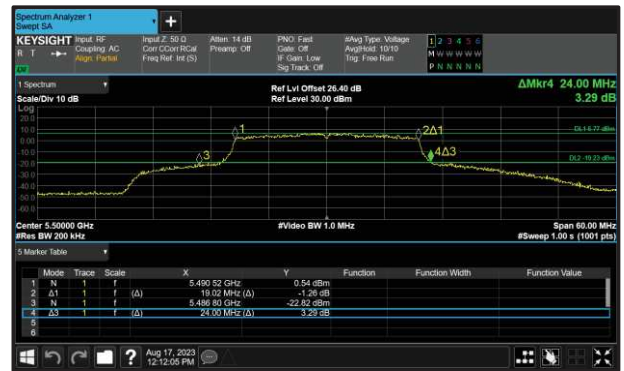 Spectrum Analyzer 1
Swept SA
KEYSIGHT
R T
Input: RF
Coupling: AC
Align: Partial
Input Z: 50 Ω
Corr CCorr RCal
Freq Ref: Int (S)
Atten: 14 dB
Preamp: Off
PNO: Fast
Gate: Off
IF Gain: Low
Sig Track: Off
#Avg Type: Voltage
Avg|Hold: 10/10
Trig: Free Run
1 2 3 4 5 6
M W W W W W
P N N N N N
1 Spectrum
Scale/Div 10 dB
Ref Lvl Offset 26.40 dB
Ref Level 30.00 dBm
ΔMkr4 24.00 MHz
3.29 dB
Log
20.0
10.0
0.00
-10.0
-20.0
-30.0
-40.0
-50.0
-60.0
1
2Δ1
3
4Δ3
DL1 6.77 dBm
DL2 -19.23 dBm
Center 5.50000 GHz
#Res BW 200 kHz
#Video BW 1.0 MHz
Span 60.00 MHz
#Sweep 1.00 s (1001 pts)
5 Marker Table
Mode Trace Scale X Y Function Function Width Function Value
1 N 1 f 5.490 52 GHz 0.54 dBm
2 Δ1 1 f (Δ) 19.02 MHz (Δ) -1.26 dB
3 N 1 f 5.486 80 GHz -22.82 dBm
4 Δ3 1 f (Δ) 24.00 MHz (Δ) 3.29 dB
5
6
? Aug 17, 2023
12:12:05 PM